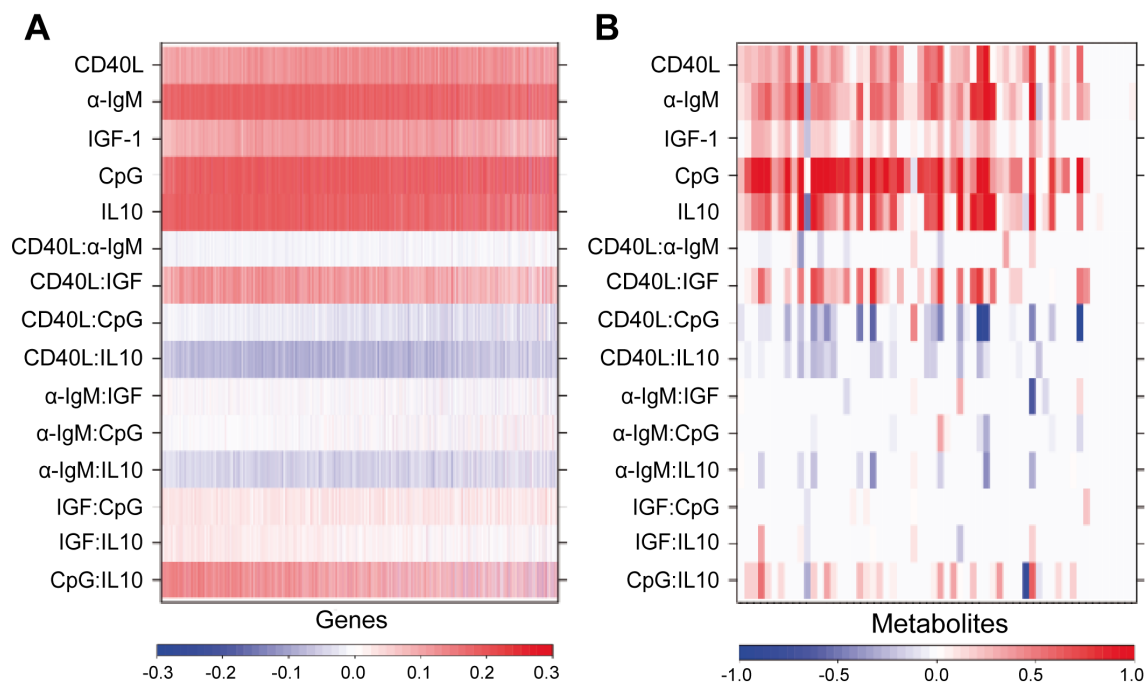 A
CD40L
α-IgM
IGF-1
CpG
IL10
CD40L:α-IgM
CD40L:IGF
CD40L:CpG
CD40L:IL10
α-IgM:IGF
α-IgM:CpG
α-IgM:IL10
IGF:CpG
IGF:IL10
CpG:IL10
Genes
-0.3 -0.2 -0.1 0.0 0.1 0.2 0.3
B
CD40L
α-IgM
IGF-1
CpG
IL10
CD40L:α-IgM
CD40L:IGF
CD40L:CpG
CD40L:IL10
α-IgM:IGF
α-IgM:CpG
α-IgM:IL10
IGF:CpG
IGF:IL10
CpG:IL10
Metabolites
-1.0 -0.5 0.0 0.5 1.0